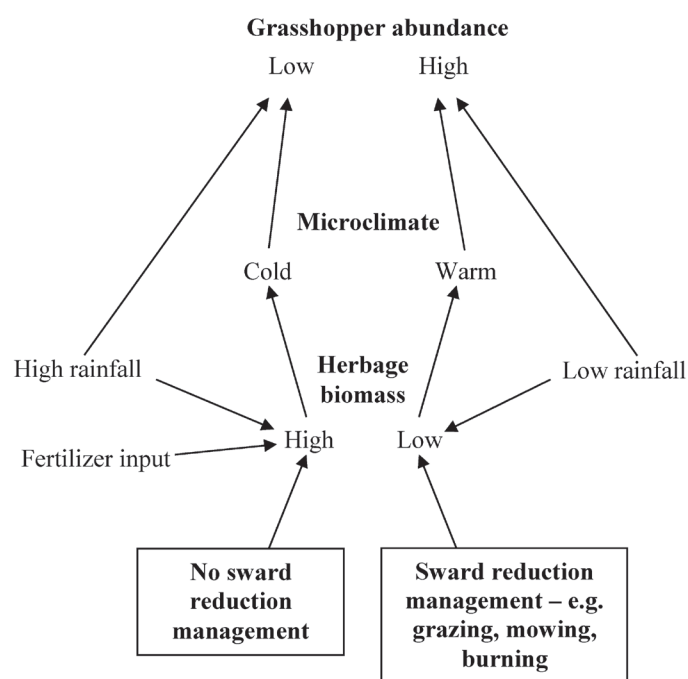 Grasshopper abundance
Low High
Microclimate
Cold Warm
High rainfall
Herbage
biomass
Low rainfall
High Low
Fertilizer input
No sward
reduction
management
Sward reduction
management – e.g.
grazing, mowing,
burning